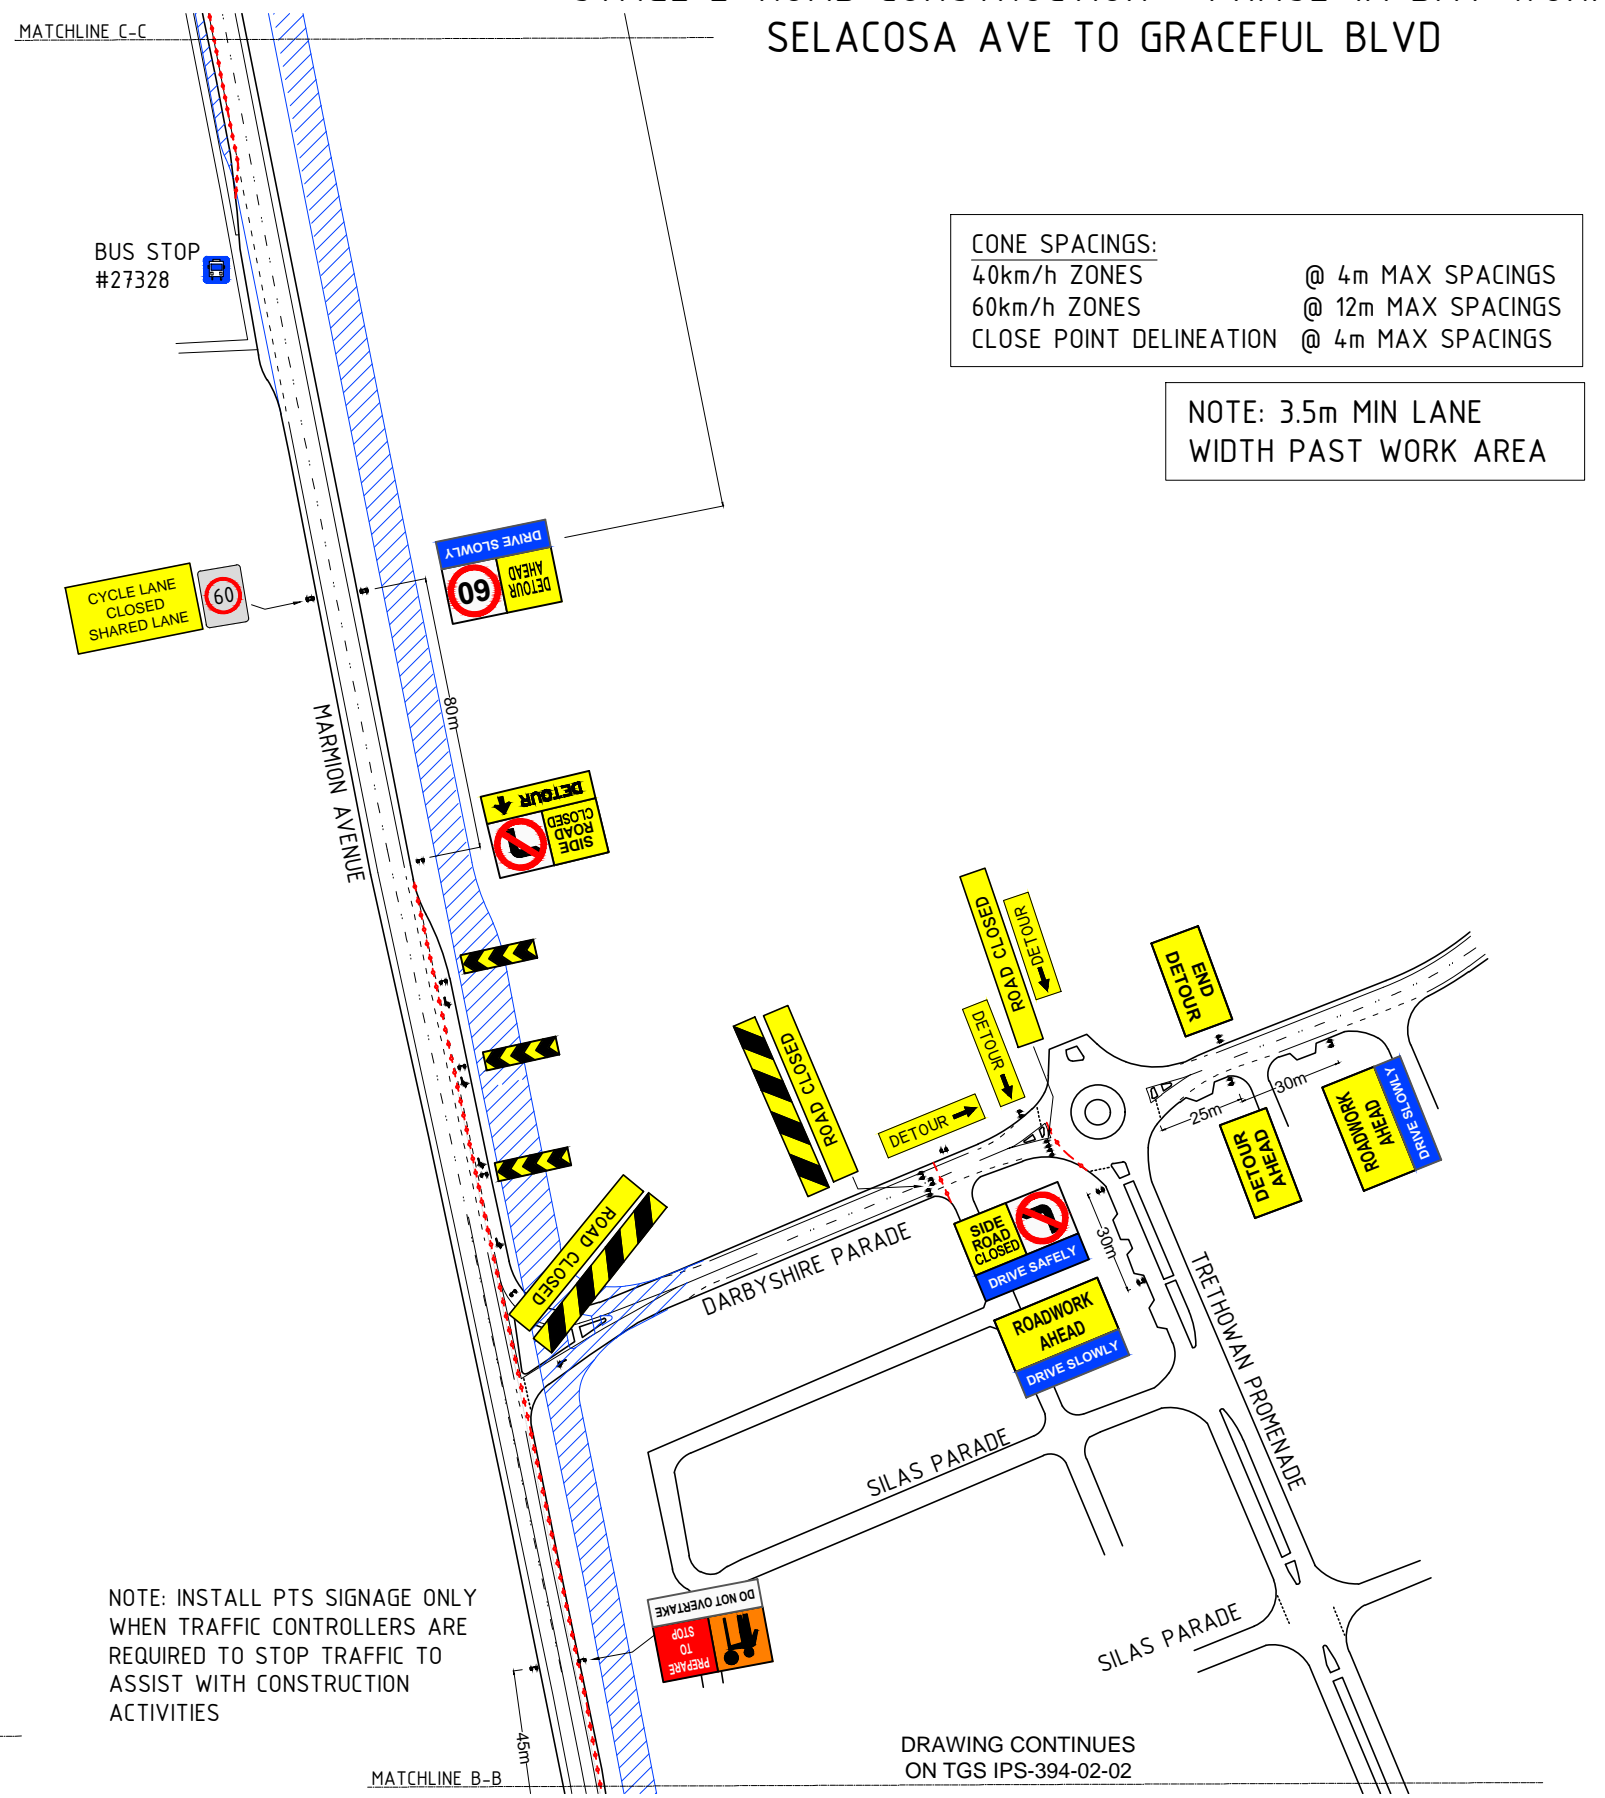 SELACOSA AVE TO GRACEFUL BLVD
MATCHLINE C-C
BUS STOP
#27328
CONE SPACINGS:
40km/h ZONES @ 4m MAX SPACINGS
60km/h ZONES @ 12m MAX SPACINGS
CLOSE POINT DELINEATION @ 4m MAX SPACINGS
NOTE: 3.5m MIN LANE
WIDTH PAST WORK AREA
DRIVE SLOWLY
60
DETOUR
AHEAD
CYCLE LANE
CLOSED
SHARED LANE
60
80m
MARMION AVENUE
DETOUR
SIDE
ROAD
CLOSED
ROAD CLOSED
DETOUR
DETOUR
ROAD CLOSED
DETOUR
END
DETOUR
30m
25m
ROADWORK
AHEAD
DRIVE SLOWLY
DETOUR
AHEAD
ROAD CLOSED
DARBYSHIRE PARADE
SIDE
ROAD
CLOSED
DRIVE SAFELY
30m
ROADWORK
AHEAD
DRIVE SLOWLY
TRETHOWAN PROMENADE
SILAS PARADE
SILAS PARADE
DO NOT OVERTAKE
PREPARE
TO
STOP
NOTE: INSTALL PTS SIGNAGE ONLY
WHEN TRAFFIC CONTROLLERS ARE
REQUIRED TO STOP TRAFFIC TO
ASSIST WITH CONSTRUCTION
ACTIVITIES
45m
DRAWING CONTINUES
ON TGS IPS-394-02-02
MATCHLINE B-B